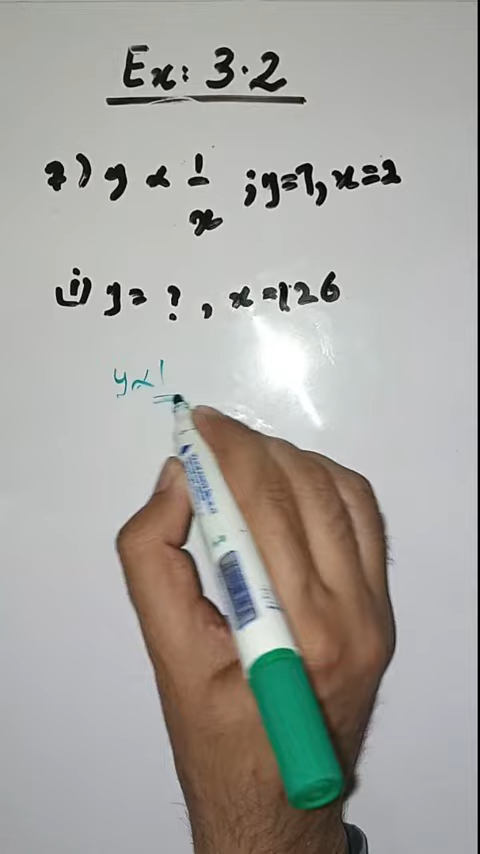 Ex: 3.2
7) y ∝ 1/x ; y=7, x=2
(i) y= ? , x=126
y∝1